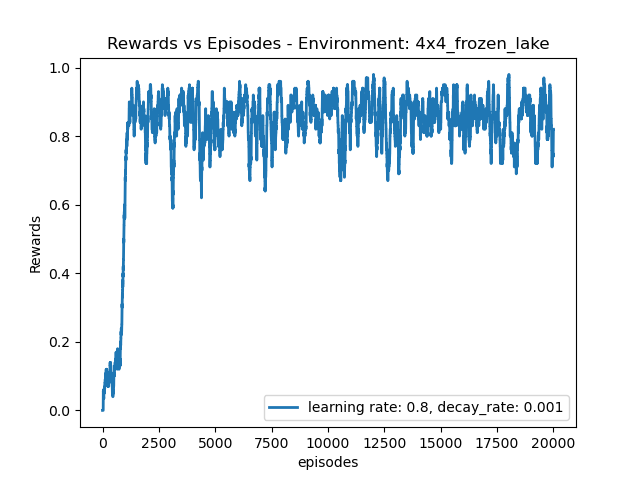 Rewards vs Episodes - Environment: 4x4_frozen_lake
1.0
0.8
0.6
0.4
0.2
0.0
Rewards
learning rate: 0.8, decay_rate: 0.001
0 2500 5000 7500 10000 12500 15000 17500 20000
episodes